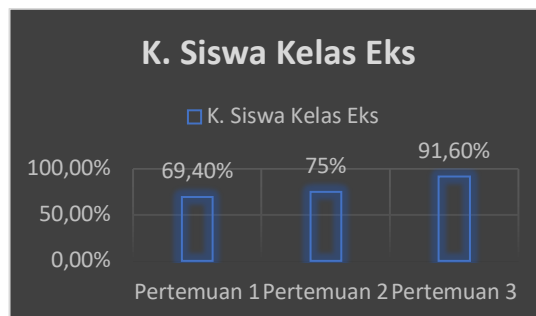 K. Siswa Kelas Eks
K. Siswa Kelas Eks
69,40%
75%
91,60%
100,00%
50,00%
0,00%
Pertemuan 1 Pertemuan 2 Pertemuan 3